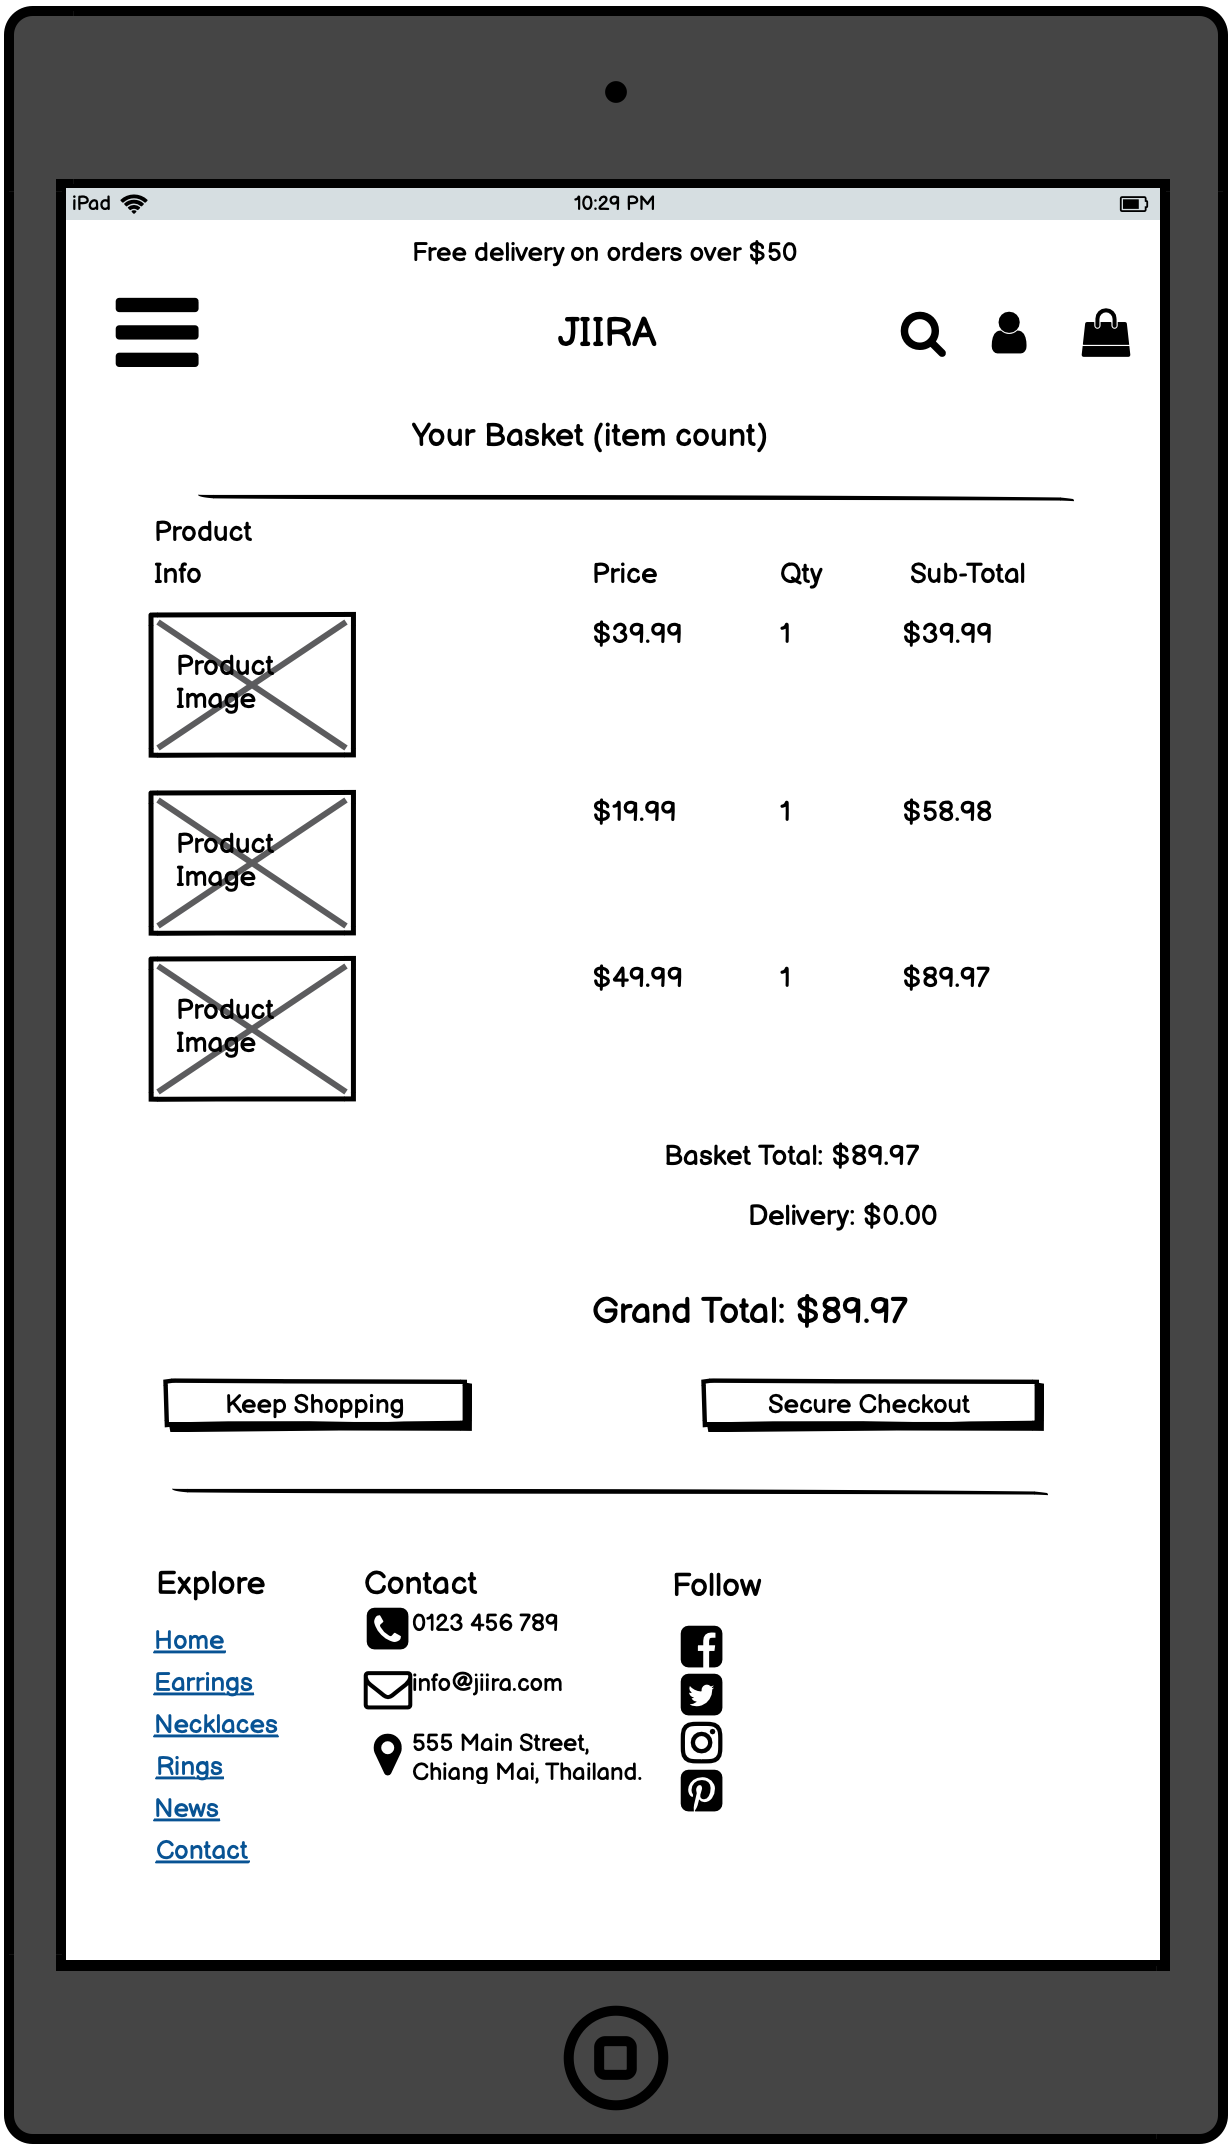 iPad 10:29 PM
Free delivery on orders over $50
JIIRA
Your Basket (item count)
Product
Info Price Qty Sub-Total
$39.99 1 $39.99
Product
Image
$19.99 1 $58.98
Product
Image
$49.99 1 $89.97
Product
Image
Basket Total: $89.97
Delivery: $0.00
Grand Total: $89.97
Keep Shopping Secure Checkout
Explore
Home
Earrings
Necklaces
Rings
News
Contact
Contact
0123 456 789
info@jiira.com
555 Main Street,
Chiang Mai, Thailand.
Follow